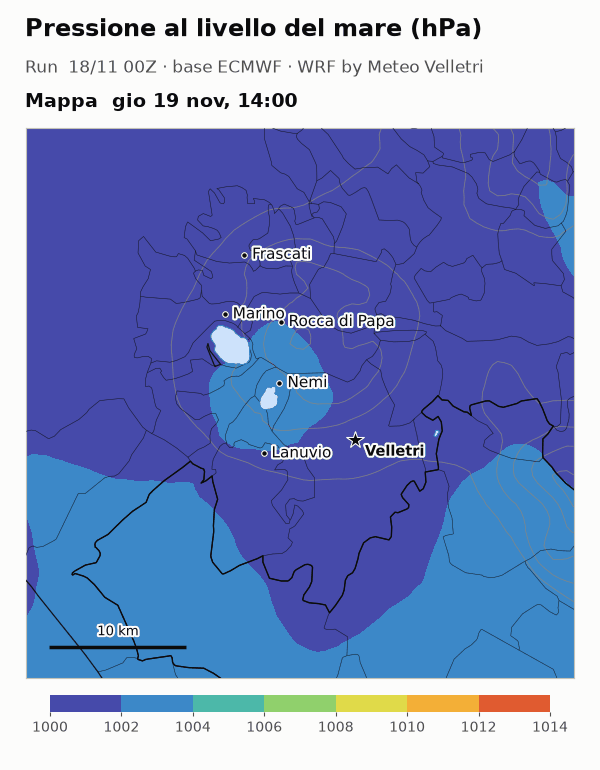 Pressione al livello del mare (hPa)
Run  18/11 00Z · base ECMWF · WRF by Meteo Velletri
Mappa  gio 19 nov, 14:00
Frascati
Marino
Rocca di Papa
Nemi
Velletri
Lanuvio
10 km
1000 1002 1004 1006 1008 1010 1012 1014